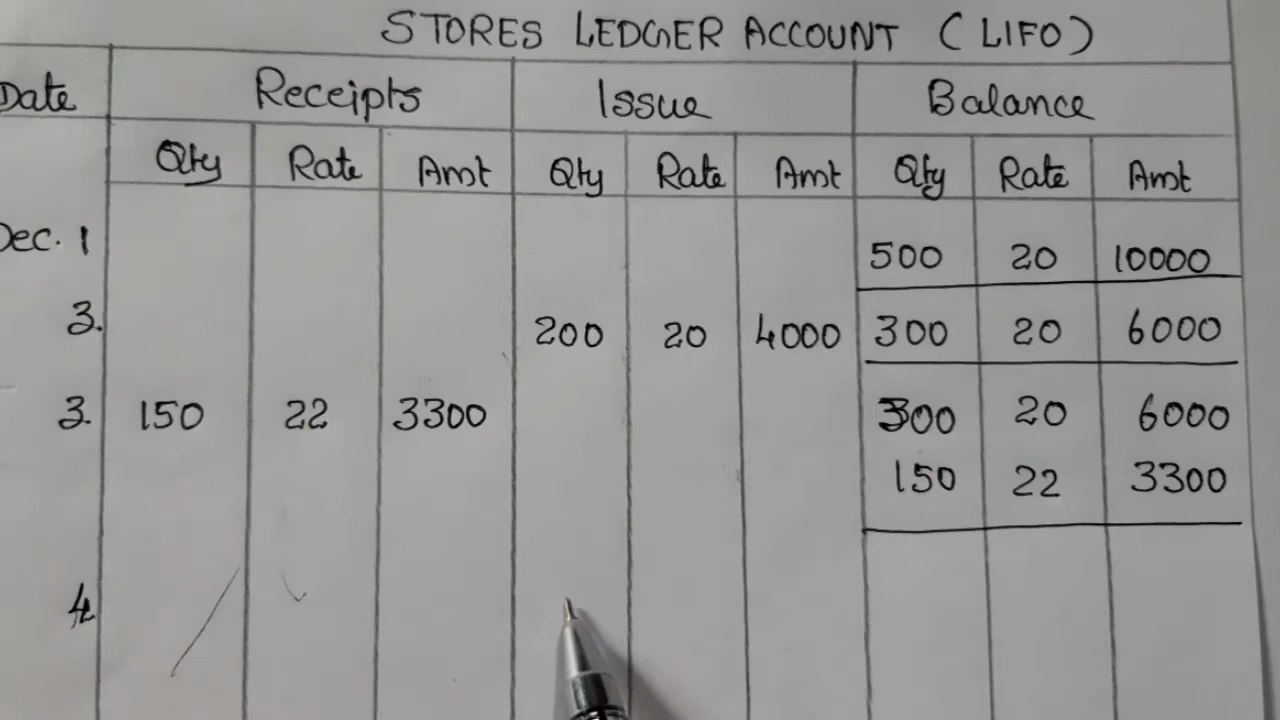 STORES LEDGER ACCOUNT (LIFO)
Date Receipts Issue Balance
Qty Rate Amt Qty Rate Amt Qty Rate Amt
Dec. 1 500 20 10000
3. 200 20 4000 300 20 6000
3. 150 22 3300 300 20 6000
150 22 3300
4